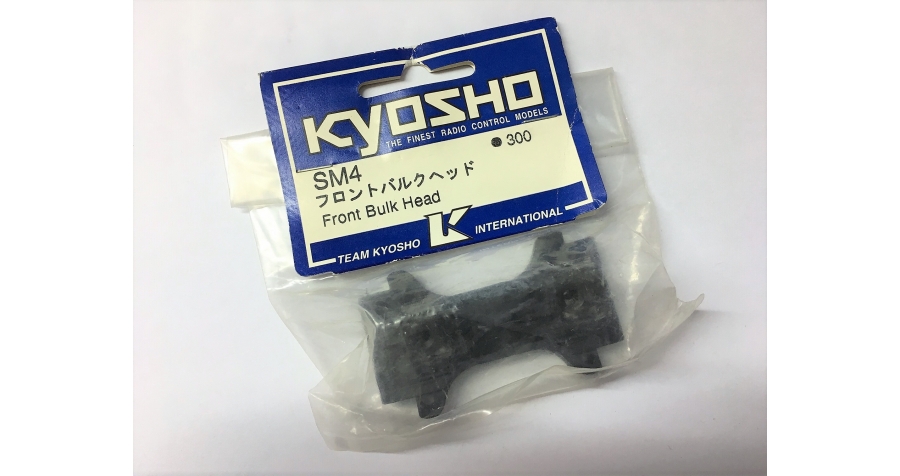 KYOSHO
THE FINEST RADIO CONTROL MODELS
SM4 ●300
フロントバルクヘッド
Front Bulk Head
TEAM KYOSHO K INTERNATIONAL